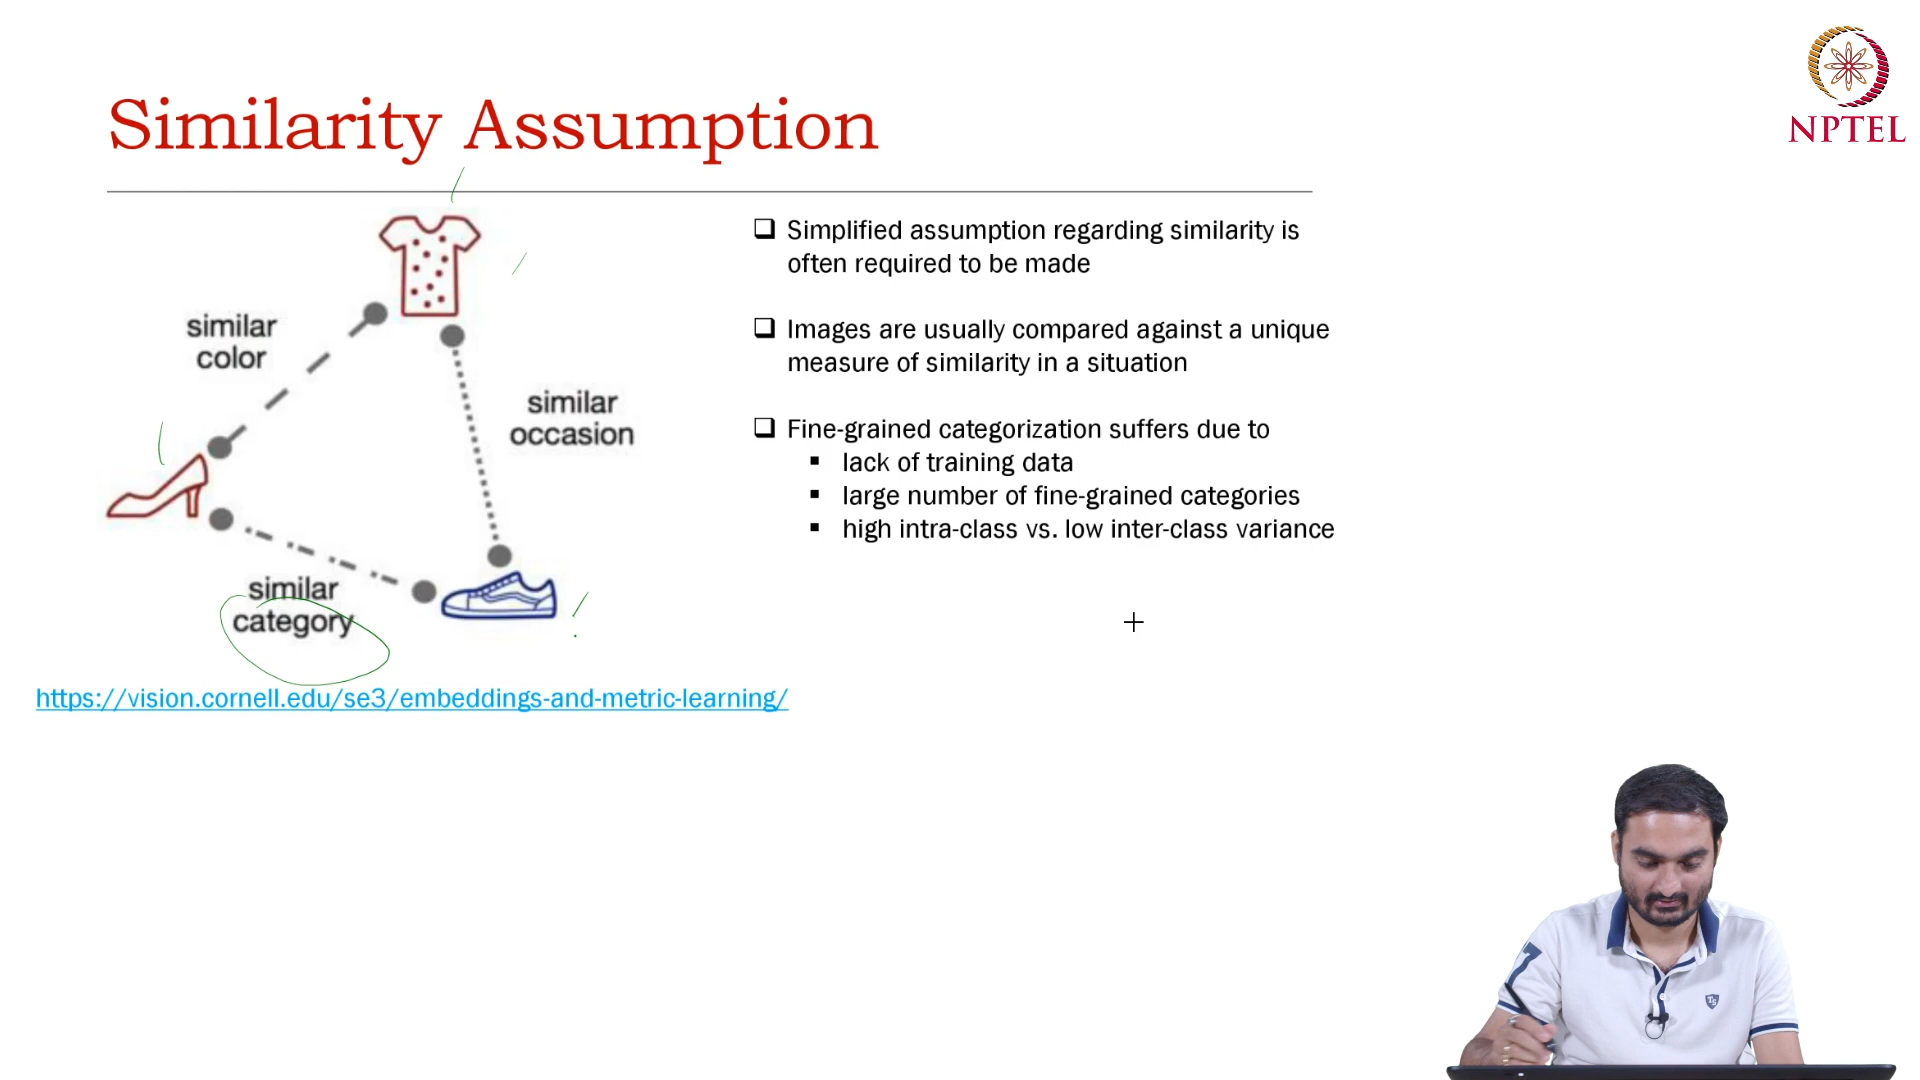 NPTEL
Similarity Assumption
similar
color
similar
occasion
similar
category
https://vision.cornell.edu/se3/embeddings-and-metric-learning/
Simplified assumption regarding similarity is
often required to be made
Images are usually compared against a unique
measure of similarity in a situation
Fine-grained categorization suffers due to
lack of training data
large number of fine-grained categories
high intra-class vs. low inter-class variance
7
TS